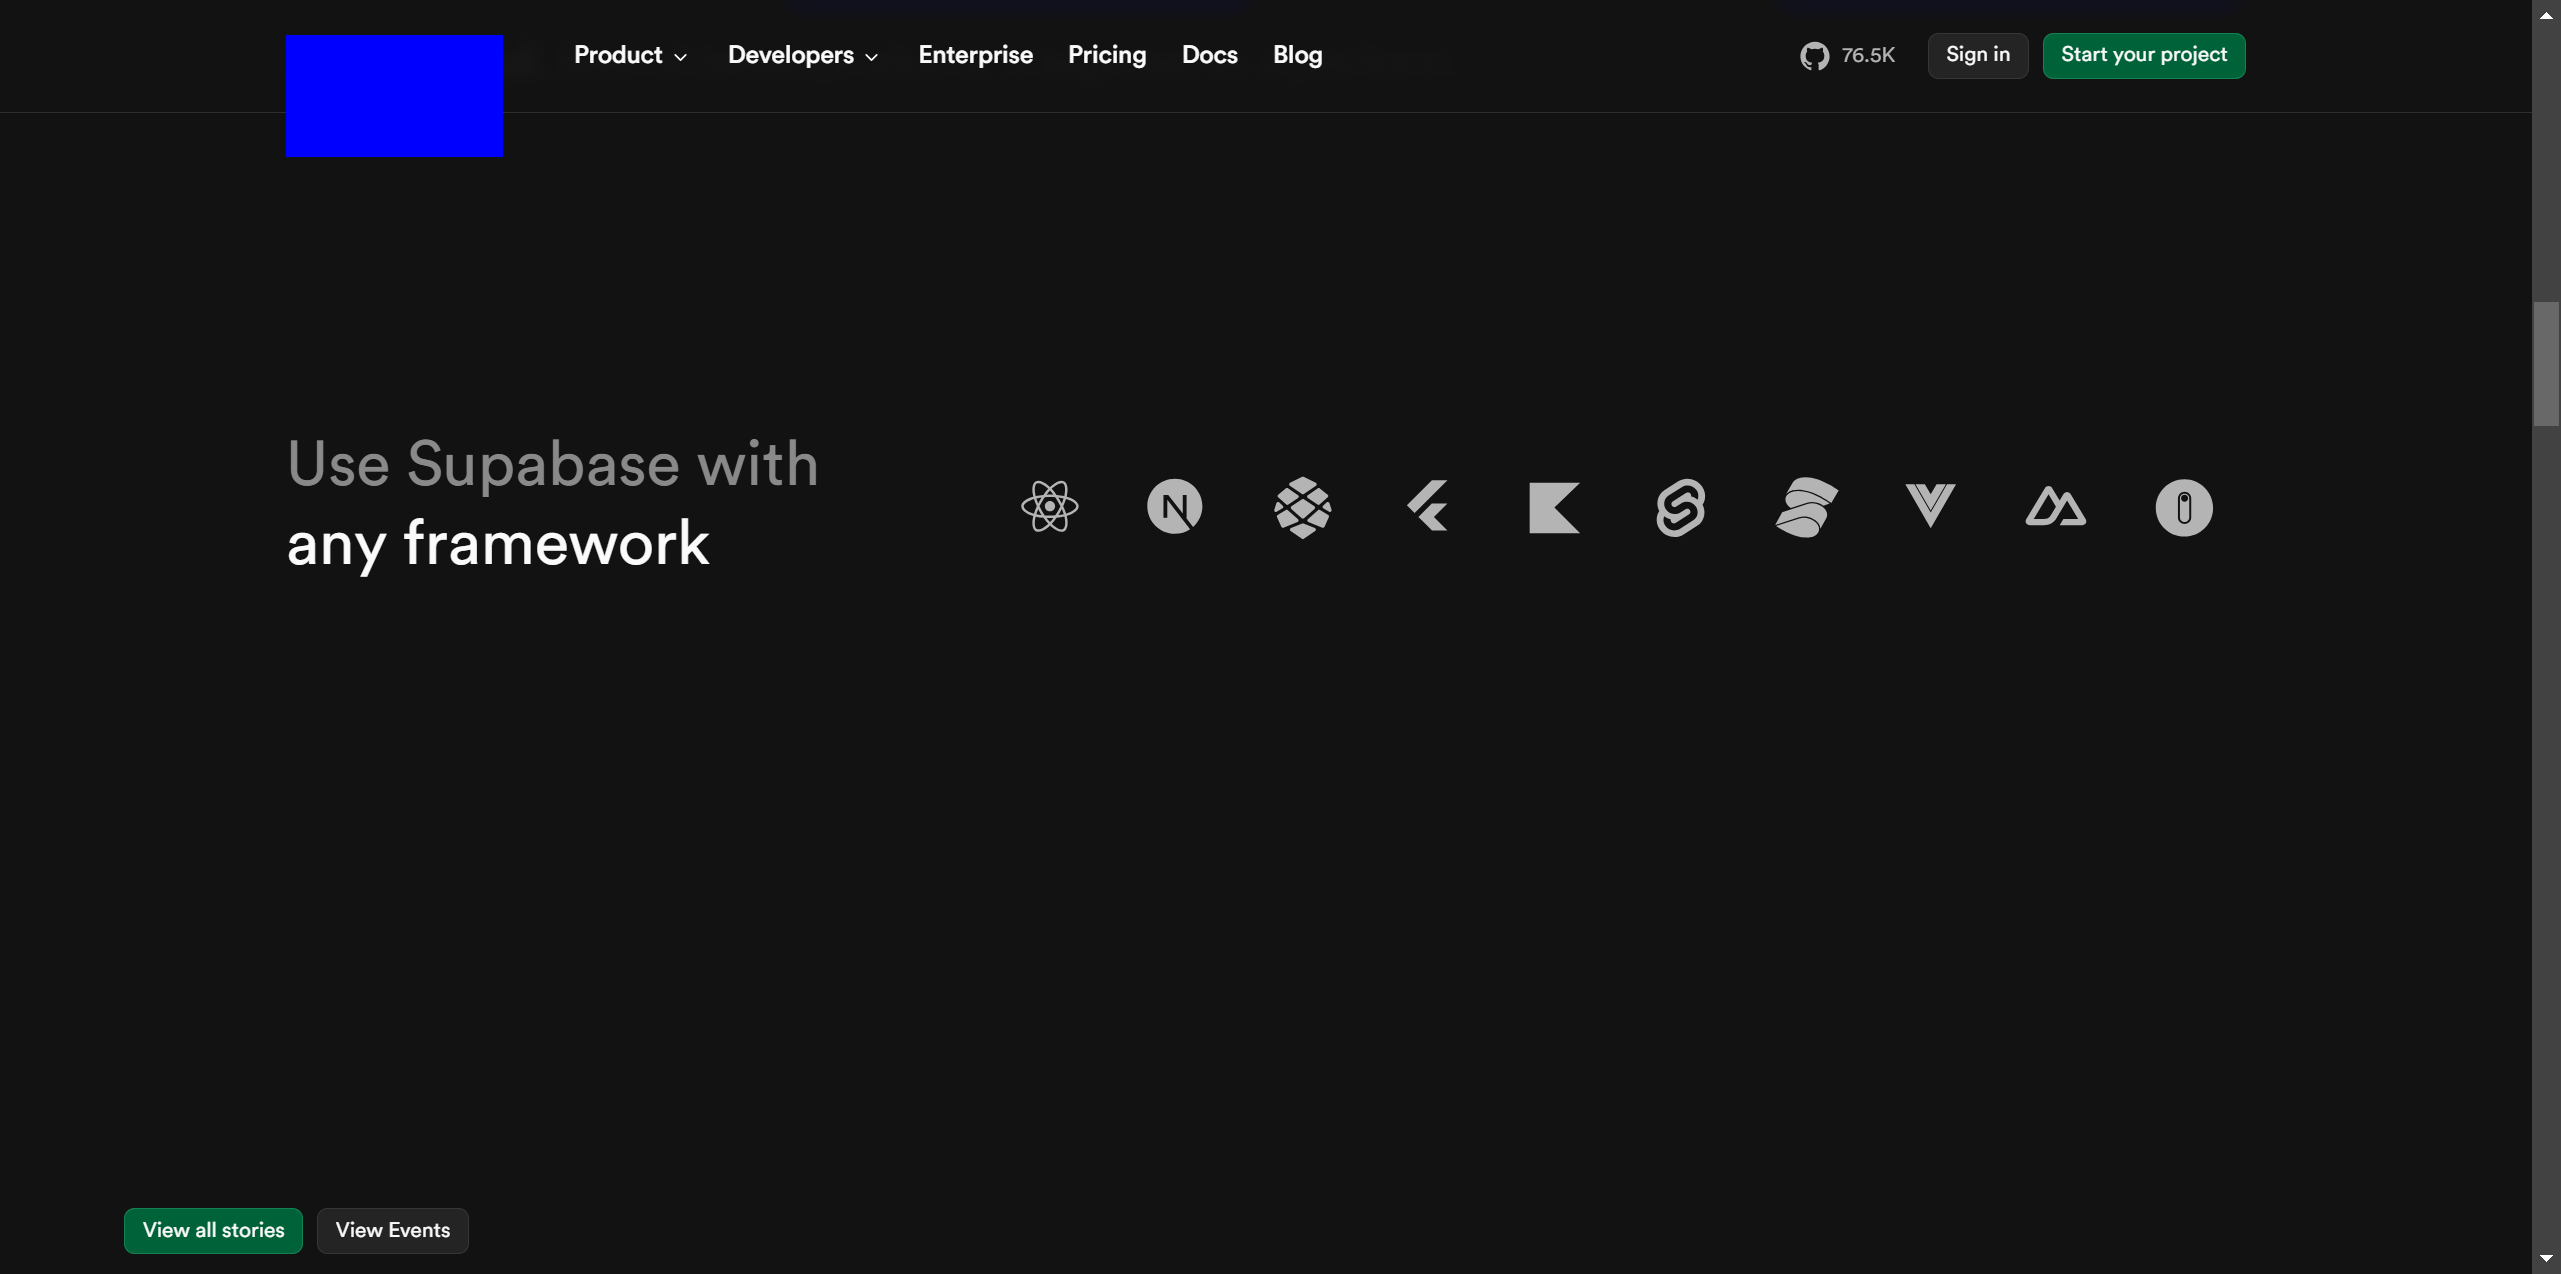 Product
Developers
Enterprise
Pricing
Docs
Blog
76.5K
Sign in
Start your project
Use Supabase with
any framework
View all stories
View Events